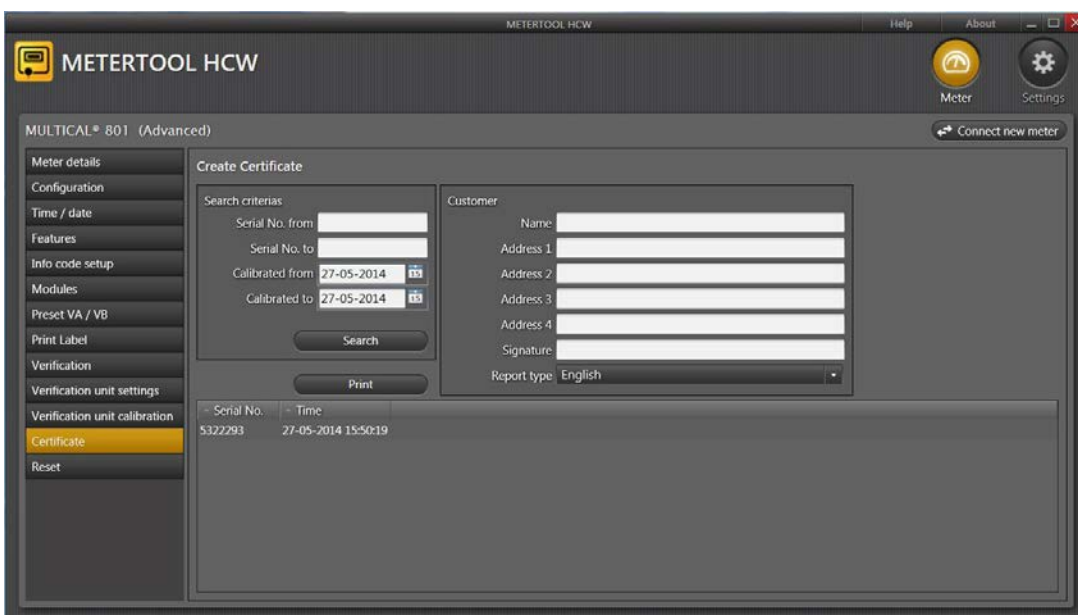 METERTOOL HCW
Help
About
METERTOOL HCW
Meter
Settings
MULTICAL® 801 (Advanced)
Connect new meter
Meter details
Configuration
Time / date
Features
Info code setup
Modules
Preset VA / VB
Print Label
Verification
Verification unit settings
Verification unit calibration
Certificate
Reset
Create Certificate
Search criterias
Serial No. from
Serial No. to
Calibrated from 27-05-2014 15
Calibrated to 27-05-2014 15
Search
Print
Customer
Name
Address 1
Address 2
Address 3
Address 4
Signature
Report type English
Serial No. Time
5322293 27-05-2014 15:50:19